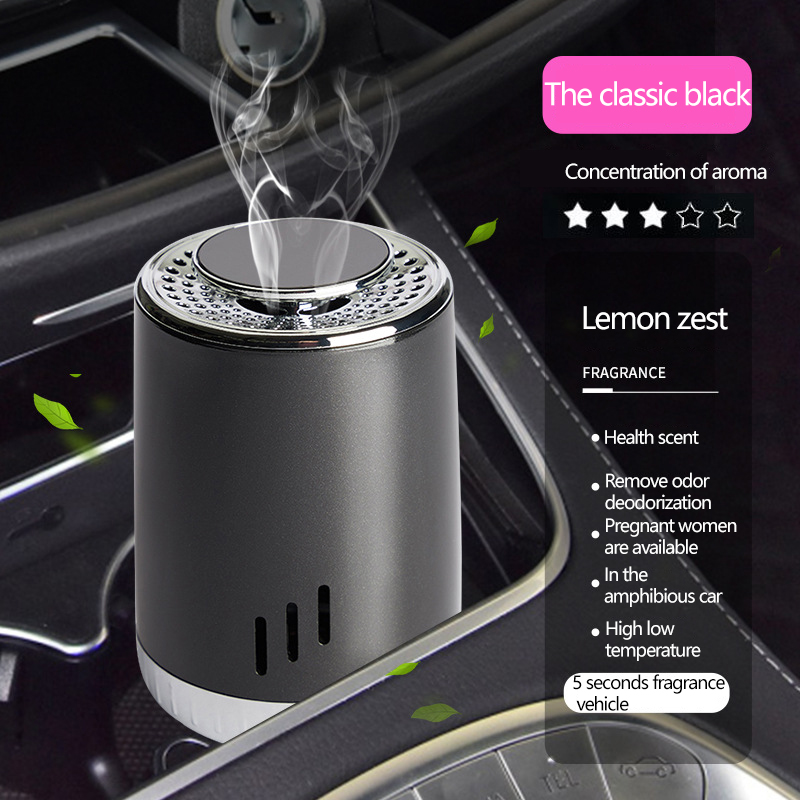 The classic black
Concentration of aroma
Lemon zest
FRAGRANCE
Health scent
Remove odor
deodorization
Pregnant women
are available
In the
amphibious car
High low
temperature
5 seconds fragrance
vehicle
TEL